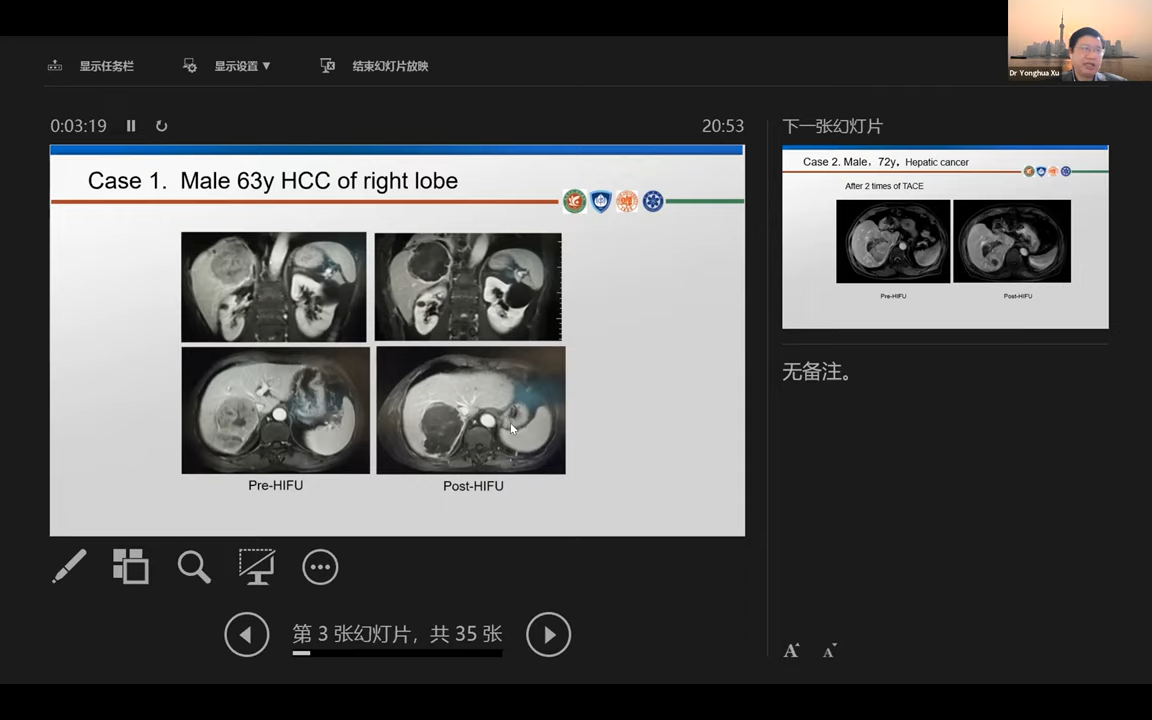 Dr Yonghua Xu
显示任务栏
显示设置 ▼
结束幻灯片放映
0:03:19
20:53
下一张幻灯片
Case 1. Male 63y HCC of right lobe
Pre-HIFU
Post-HIFU
Case 2. Male, 72y, Hepatic cancer
After 2 times of TACE
Pre-HIFU
Post-HIFU
无备注。
第 3 张幻灯片，共 35 张
A A